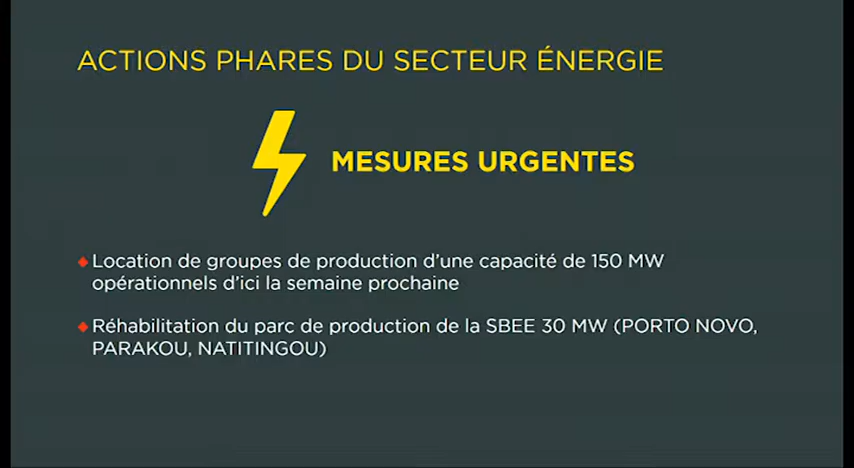 ACTIONS PHARES DU SECTEUR ÉNERGIE
MESURES URGENTES
Location de groupes de production d'une capacité de 150 MW
opérationnels d'ici la semaine prochaine
Réhabilitation du parc de production de la SBEE 30 MW (PORTO NOVO,
PARAKOU, NATITINGOU)